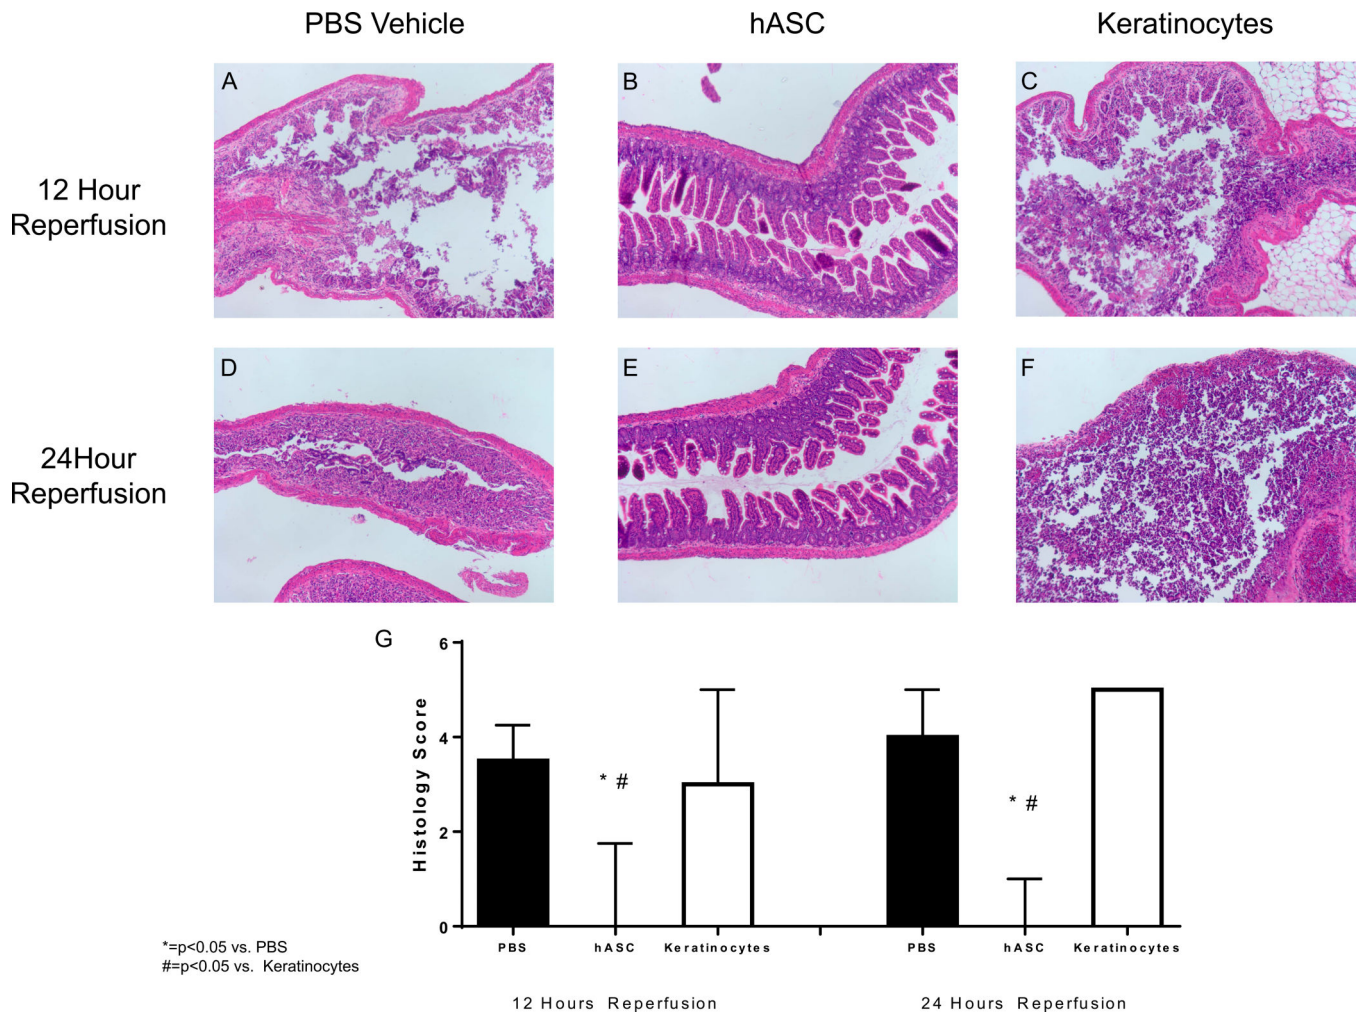 PBS Vehicle
hASC
Keratinocytes
12 Hour
Reperfusion
A
B
C
24Hour
Reperfusion
D
E
F
G
Histology Score
6
4
2
0
* #
* #
PBS
hASC
Keratinocytes
PBS
hASC
Keratinocytes
12 Hours Reperfusion
24 Hours Reperfusion
*=p<0.05 vs. PBS
#=p<0.05 vs. Keratinocytes